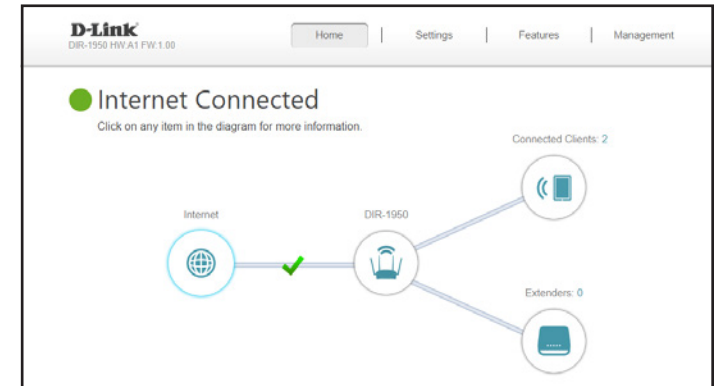 D-Link
DIR-1950 HW:A1 FW:1.00
Home | Settings | Features | Management
Internet Connected
Click on any item in the diagram for more information.
Connected Clients: 2
Internet
DIR-1950
Extenders: 0